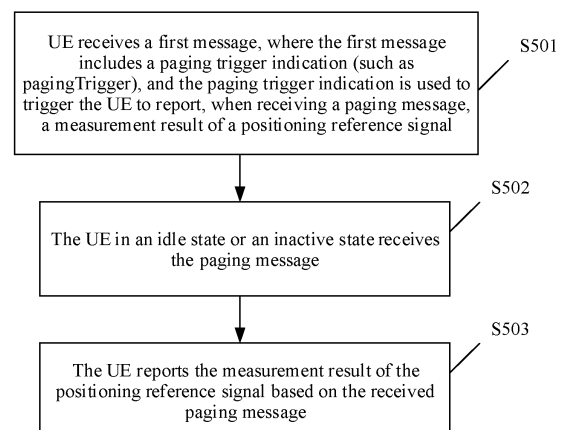 UE receives a first message, where the first message
includes a paging trigger indication (such as
pagingTrigger), and the paging trigger indication is used to
trigger the UE to report, when receiving a paging message,
a measurement result of a positioning reference signal
S501
S502
The UE in an idle state or an inactive state receives
the paging message
S503
The UE reports the measurement result of the
positioning reference signal based on the received
paging message